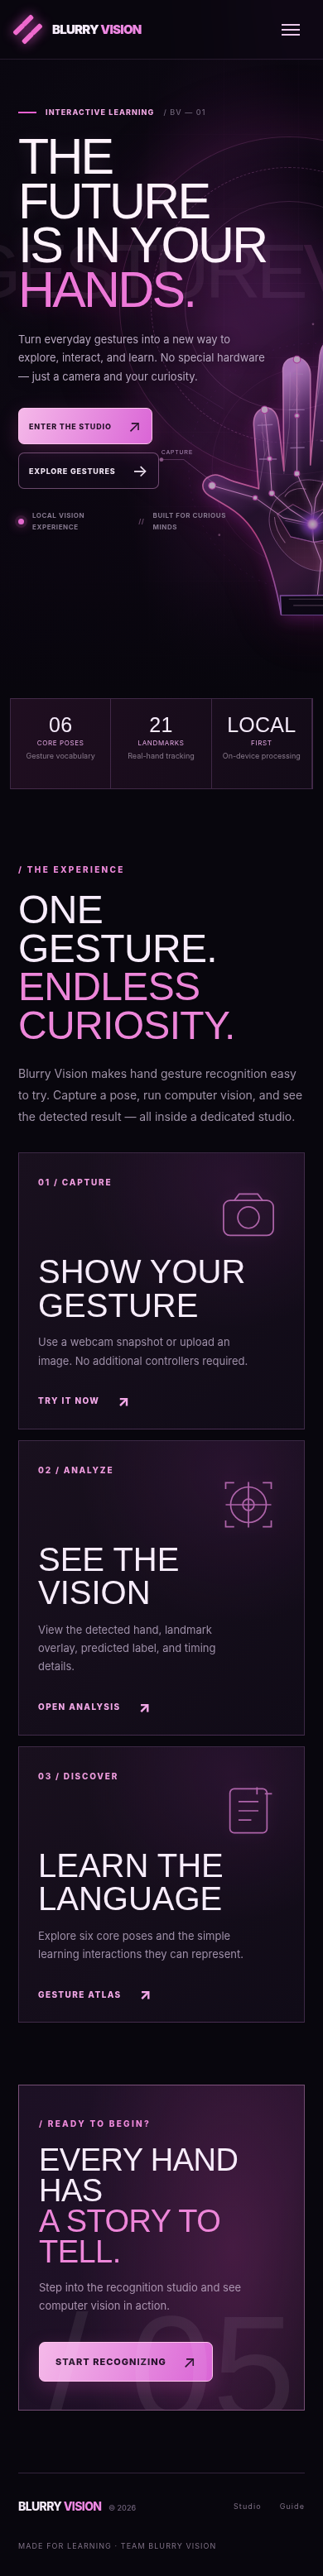 BLURRY VISION
INTERACTIVE LEARNING / BV — 01
THE
FUTURE
IS IN YOUR
HANDS.
Turn everyday gestures into a new way to
explore, interact, and learn. No special hardware
— just a camera and your curiosity.
ENTER THE STUDIO
CAPTURE
EXPLORE GESTURES
LOCAL VISION
EXPERIENCE
//
BUILT FOR CURIOUS
MINDS
06
CORE POSES
Gesture vocabulary
21
LANDMARKS
Real-hand tracking
LOCAL
FIRST
On-device processing
/ THE EXPERIENCE
ONE
GESTURE.
ENDLESS
CURIOSITY.
Blurry Vision makes hand gesture recognition easy
to try. Capture a pose, run computer vision, and see
the detected result — all inside a dedicated studio.
01 / CAPTURE
SHOW YOUR
GESTURE
Use a webcam snapshot or upload an
image. No additional controllers required.
TRY IT NOW
02 / ANALYZE
SEE THE
VISION
View the detected hand, landmark
overlay, predicted label, and timing
details.
OPEN ANALYSIS
03 / DISCOVER
LEARN THE
LANGUAGE
Explore six core poses and the simple
learning interactions they can represent.
GESTURE ATLAS
/ READY TO BEGIN?
EVERY HAND
HAS
A STORY TO
TELL.
Step into the recognition studio and see
computer vision in action.
START RECOGNIZING
/ 05
BLURRY VISION © 2026
Studio Guide
MADE FOR LEARNING · TEAM BLURRY VISION